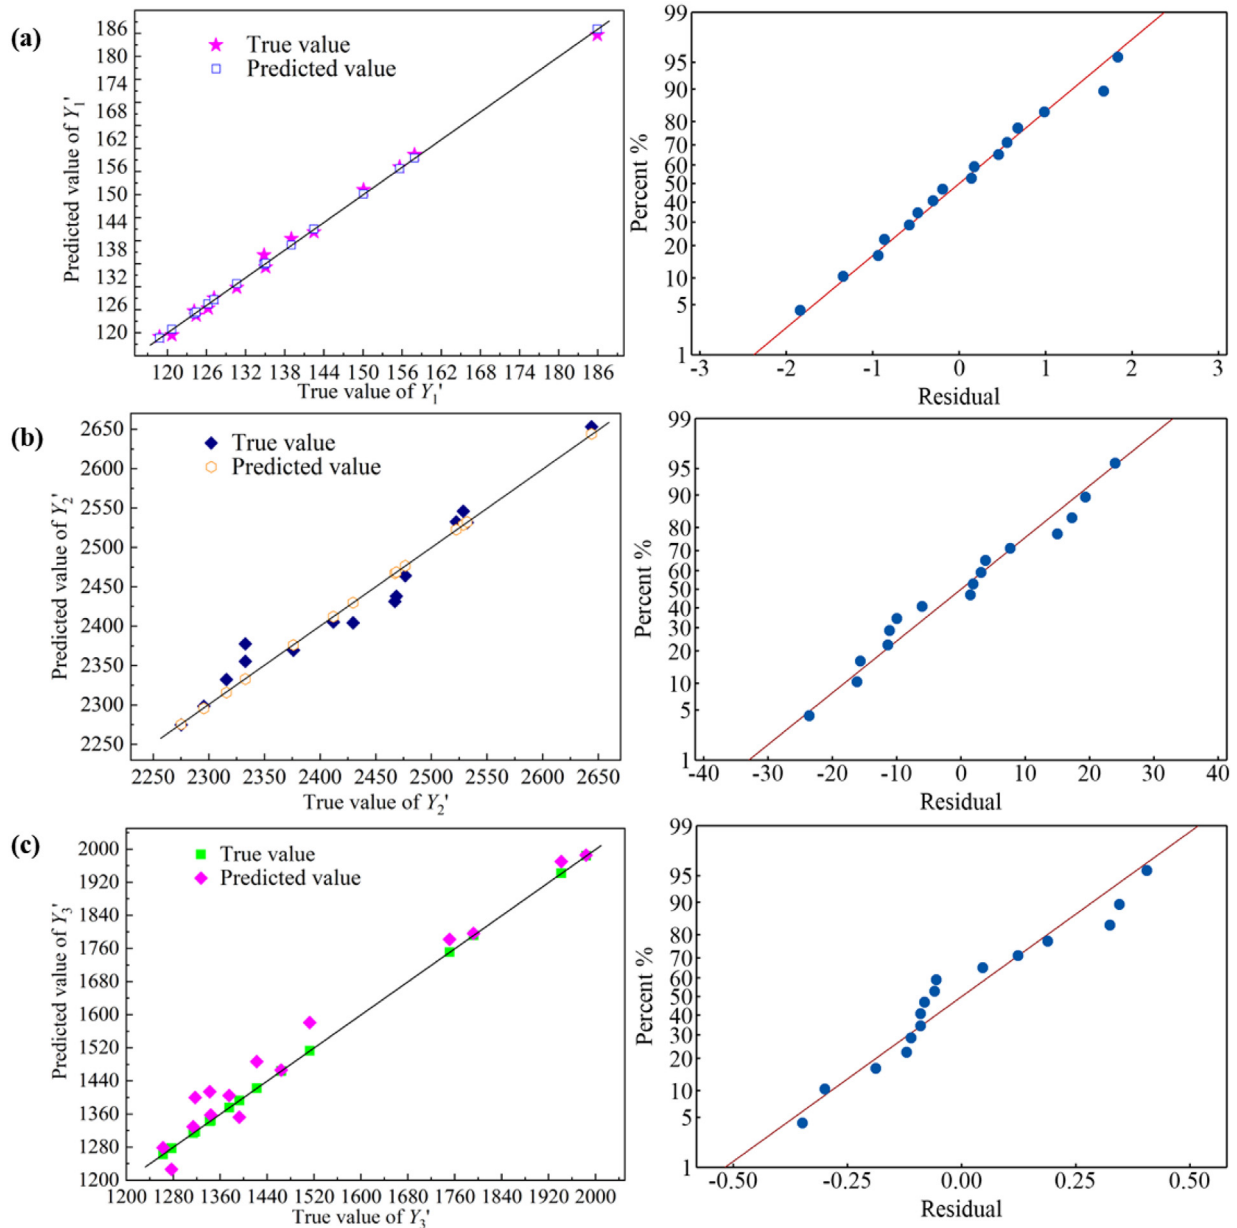 (a)
186
180
174
168
162
156
150
144
138
132
126
120
Predicted value of Y₁'
True value
Predicted value
120 126 132 138 144 150 156 162 168 174 180 186
True value of Y₁'
99
95
90
80
70
60
50
40
30
20
10
5
1
Percent %
-3 -2 -1 0 1 2 3
Residual
(b)
2650
2600
2550
2500
2450
2400
2350
2300
2250
Predicted value of Y₂'
True value
Predicted value
2250 2300 2350 2400 2450 2500 2550 2600 2650
True value of Y₂'
99
95
90
80
70
60
50
40
30
20
10
5
1
Percent %
-40 -30 -20 -10 0 10 20 30 40
Residual
(c)
2000
1920
1840
1760
1680
1600
1520
1440
1360
1280
1200
Predicted value of Y₃'
True value
Predicted value
1200 1280 1360 1440 1520 1600 1680 1760 1840 1920 2000
True value of Y₃'
99
95
90
80
70
60
50
40
30
20
10
5
1
Percent %
-0.50 -0.25 0.00 0.25 0.50
Residual